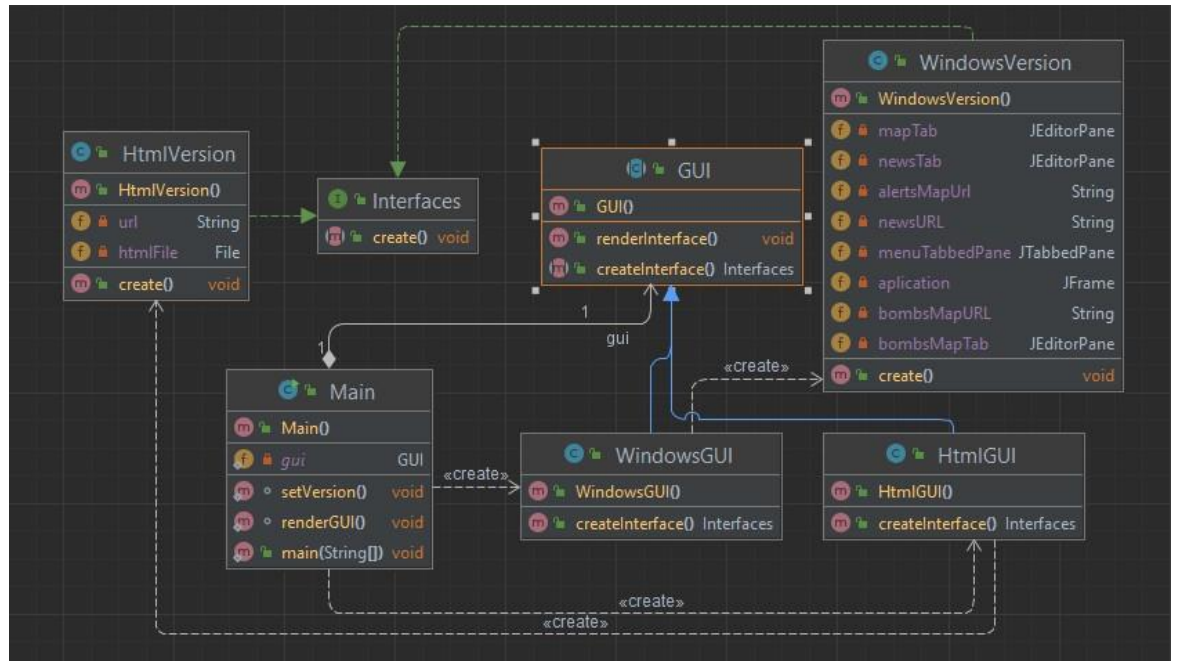 WindowsVersion
WindowsVersion()
mapTab JEditorPane
newsTab JEditorPane
alertsMapUrl String
newsURL String
menuTabbedPane JTabbedPane
aplication JFrame
bombsMapURL String
bombsMapTab JEditorPane
create() void
HtmlVersion
HtmlVersion()
url String
htmlFile File
create() void
Interfaces
create() void
GUI
GUI()
renderInterface() void
createInterface() Interfaces
1
gui
1
«create»
Main
Main()
gui GUI
setVersion() void
renderGUI() void
main(String[]) void
«create»
WindowsGUI
WindowsGUI()
createInterface() Interfaces
HtmlGUI
HtmlGUI()
createInterface() Interfaces
«create»
«create»